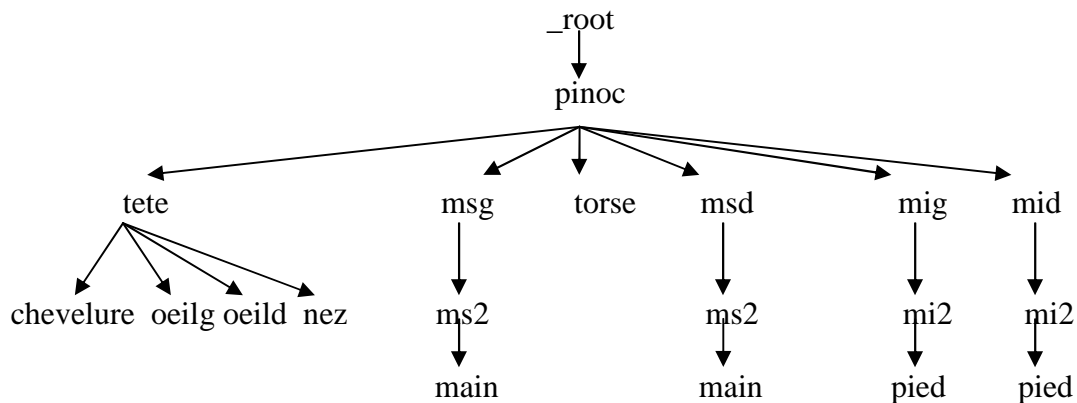 _root
pinoc
tete msg torse msd mig mid
chevelure oeilg oeild nez ms2 ms2 mi2 mi2
main main pied pied